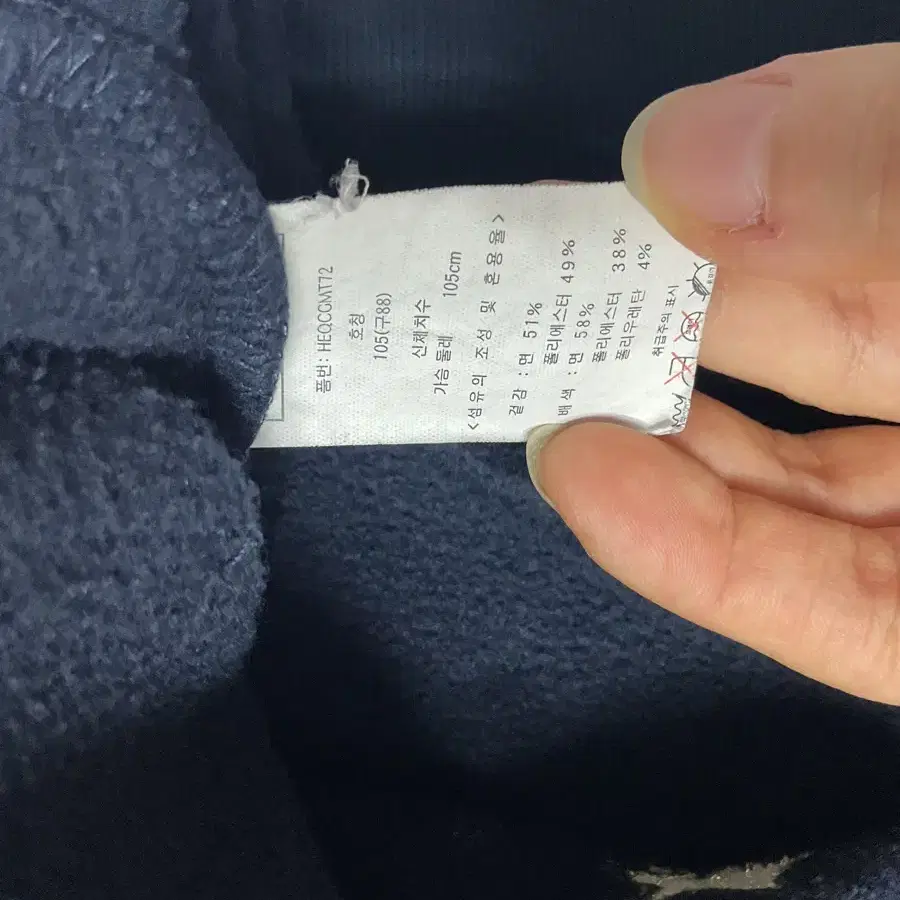 품번: HEQCGMT72
호칭
105(구88)
신체치수
가슴둘레 105cm
<섬유의 조성 및 혼용율>
겉감 : 면 51%
폴리에스터 49%
배색 : 면 58%
폴리에스터 38%
폴리우레탄 4%
취급주의 표시